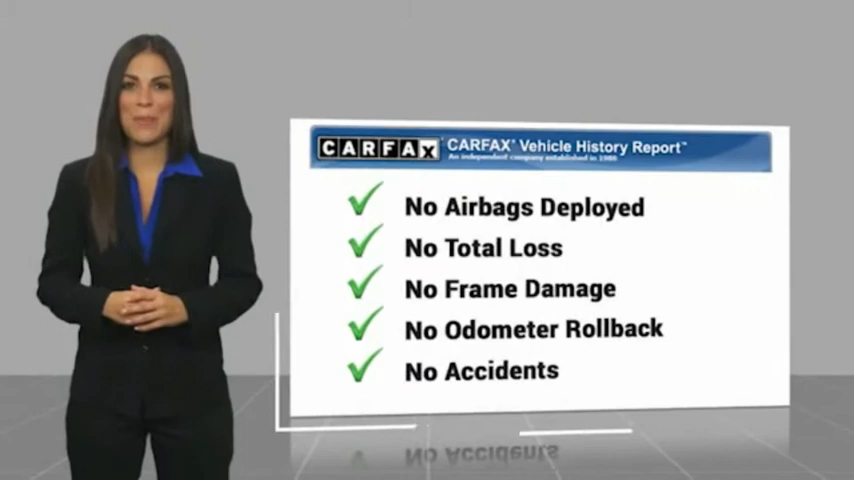 CARFAX CARFAX® Vehicle History Report™
An independent company established in 1986
No Airbags Deployed
No Total Loss
No Frame Damage
No Odometer Rollback
No Accidents
No Accidents